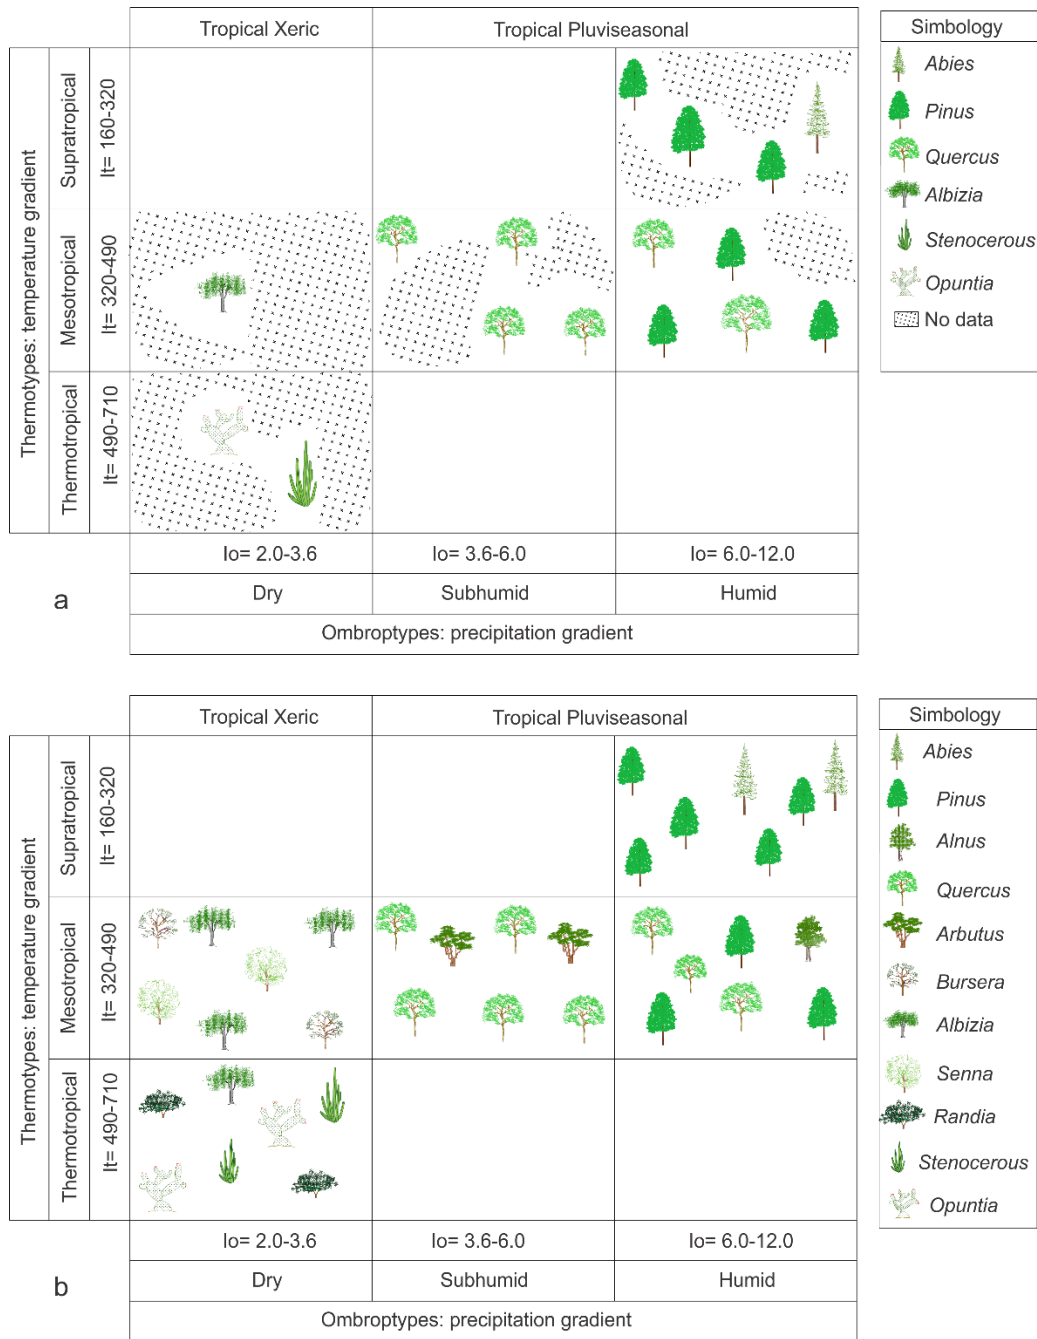 Tropical Xeric
Tropical Pluviseasonal
Simbology
Abies
Pinus
Quercus
Albizia
Stenocerous
Opuntia
No data
Thermotypes: temperature gradient
Supratropical
It= 160-320
Mesotropical
It= 320-490
Thermotropical
It= 490-710
Io= 2.0-3.6
Io= 3.6-6.0
Io= 6.0-12.0
Dry
Subhumid
Humid
Ombroptypes: precipitation gradient
a
Tropical Xeric
Tropical Pluviseasonal
Simbology
Abies
Pinus
Alnus
Quercus
Arbutus
Bursera
Albizia
Senna
Randia
Stenocerous
Opuntia
Thermotypes: temperature gradient
Supratropical
It= 160-320
Mesotropical
It= 320-490
Thermotropical
It= 490-710
Io= 2.0-3.6
Io= 3.6-6.0
Io= 6.0-12.0
Dry
Subhumid
Humid
Ombroptypes: precipitation gradient
b